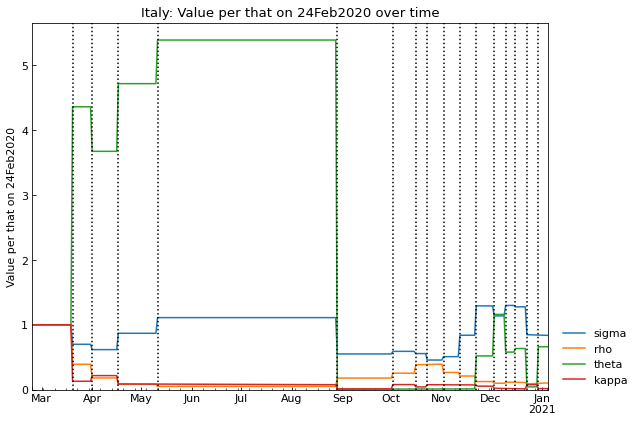 Italy: Value per that on 24Feb2020 over time
Value per that on 24Feb2020
5
4
3
2
1
0
Mar Apr May Jun Jul Aug Sep Oct Nov Dec Jan
2021
sigma
rho
theta
kappa